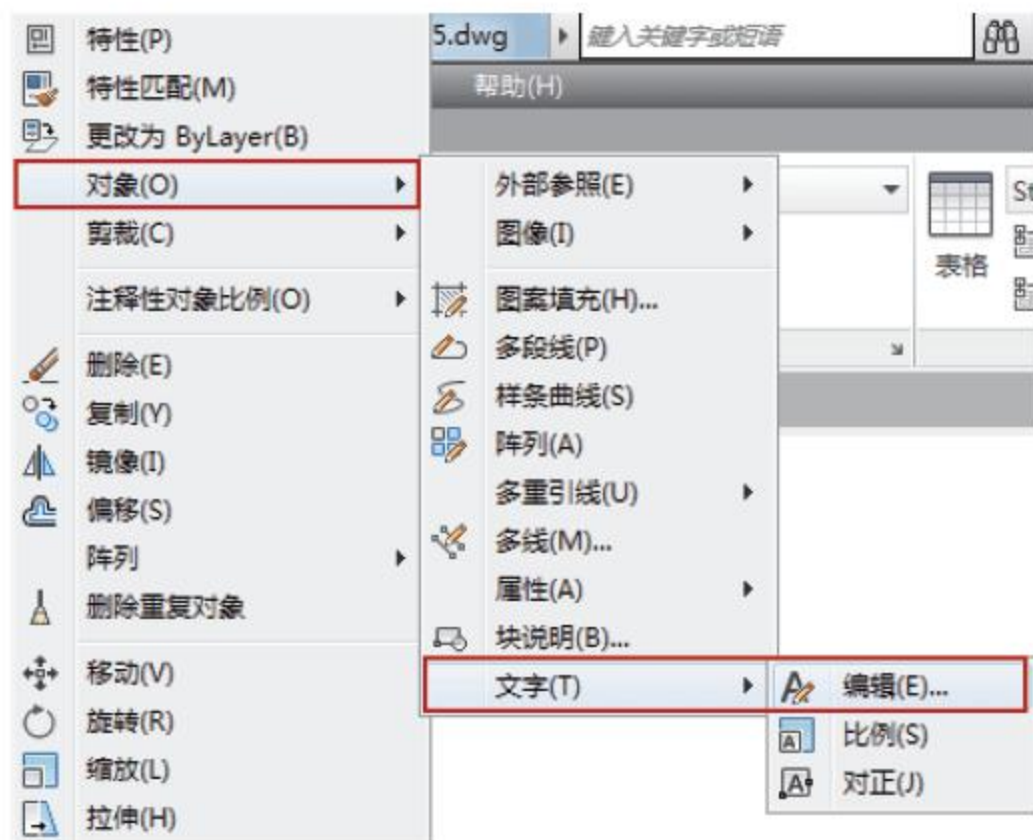 特性(P)
特性匹配(M)
更改为 ByLayer(B)
对象(O)
剪裁(C)
注释性对象比例(O)
删除(E)
复制(Y)
镜像(I)
偏移(S)
阵列
删除重复对象
移动(V)
旋转(R)
缩放(L)
拉伸(H)
5.dwg
键入关键字或短语
帮助(H)
外部参照(E)
图像(I)
图案填充(H)...
多段线(P)
样条曲线(S)
阵列(A)
多重引线(U)
多线(M)...
属性(A)
块说明(B)...
文字(T)
编辑(E)...
比例(S)
对正(J)
表格
St